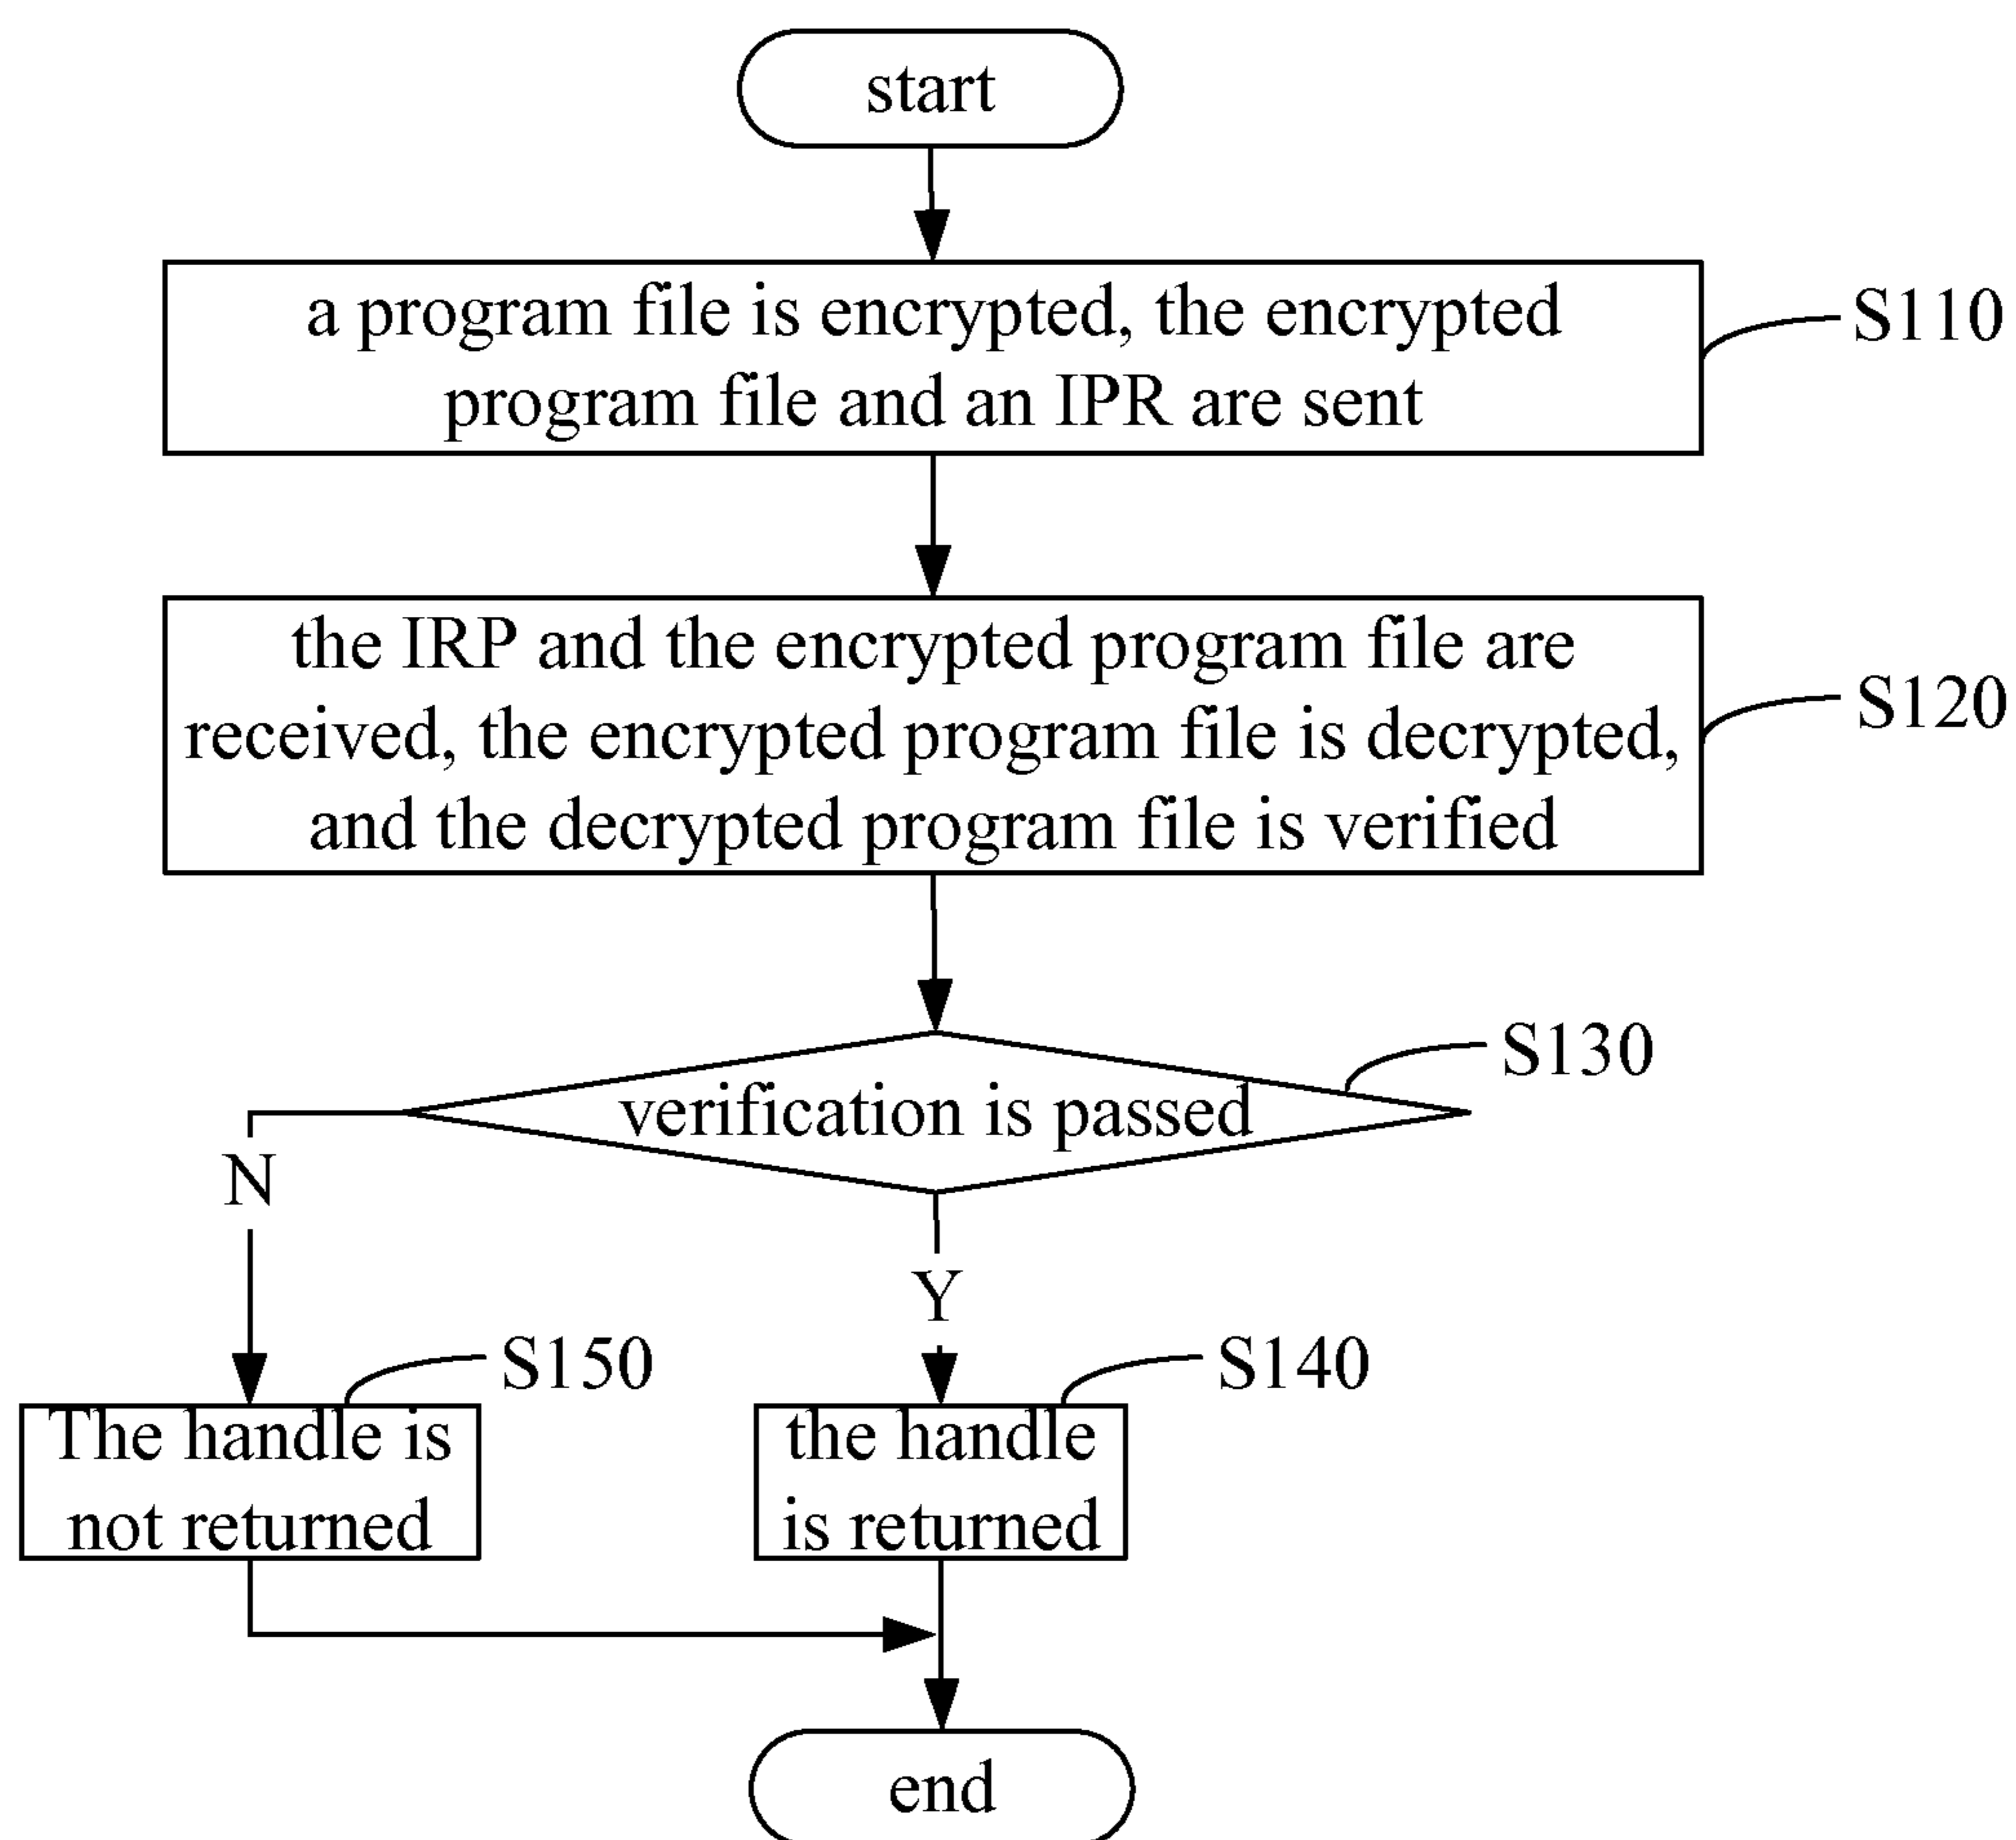 start
a program file is encrypted, the encrypted
program file and an IPR are sent
S110
the IRP and the encrypted program file are
received, the encrypted program file is decrypted,
and the decrypted program file is verified
S120
verification is passed
S130
N
Y
S150
S140
The handle is
not returned
the handle
is returned
end